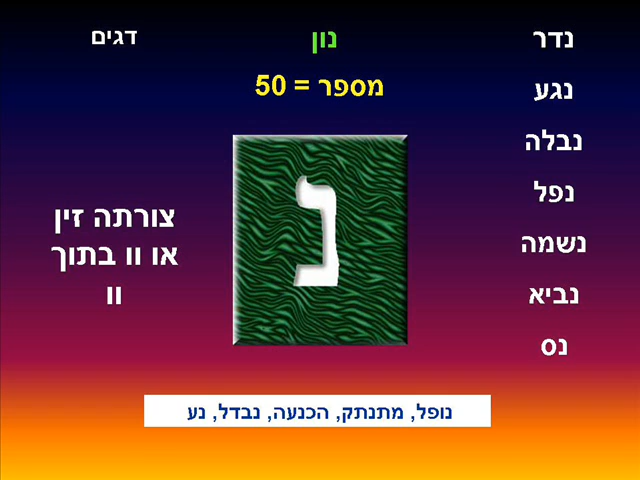 נדר
נגע
נבלה
נפל
נשמה
נביא
נס
נון
מספר = 50
נ
דגים
צורתה זין
או וו בתוך
וו
נופל, מתנתק, הכנעה, נבדל, נע